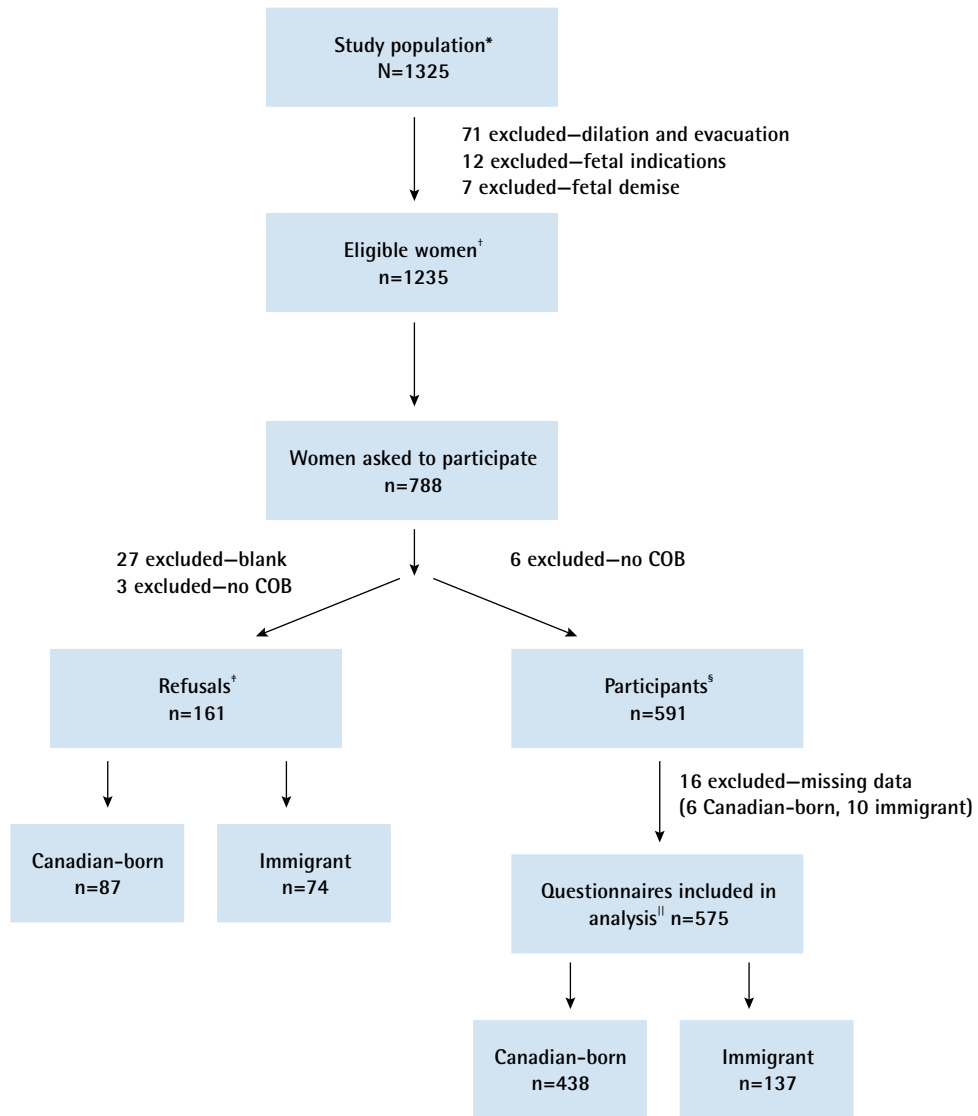 Study population*
N=1325
71 excluded—dilation and evacuation
12 excluded—fetal indications
7 excluded—fetal demise
Eligible women†
n=1235
Women asked to participate
n=788
27 excluded—blank
3 excluded—no COB
6 excluded—no COB
Refusals‡
n=161
Participants§
n=591
16 excluded—missing data
(6 Canadian-born, 10 immigrant)
Canadian-born
n=87
Immigrant
n=74
Questionnaires included in
analysis|| n=575
Canadian-born
n=438
Immigrant
n=137